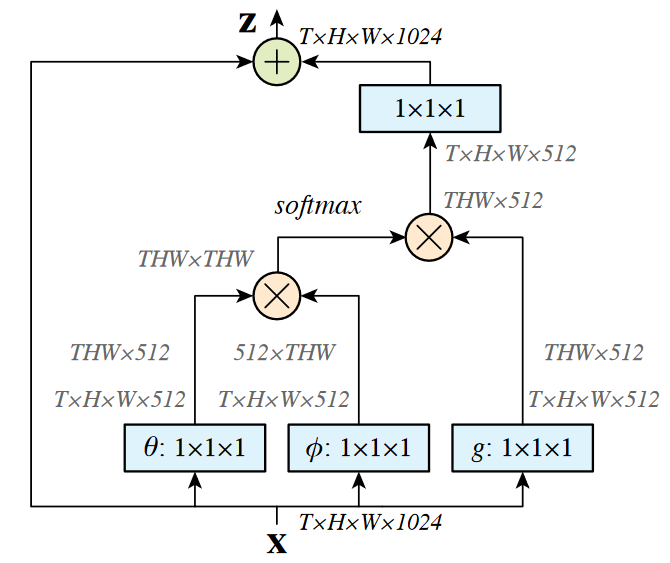 z
T×H×W×1024
1×1×1
T×H×W×512
THW×512
softmax
THW×THW
THW×512 512×THW THW×512
T×H×W×512 T×H×W×512 T×H×W×512
θ: 1×1×1 ϕ: 1×1×1 g: 1×1×1
T×H×W×1024
x